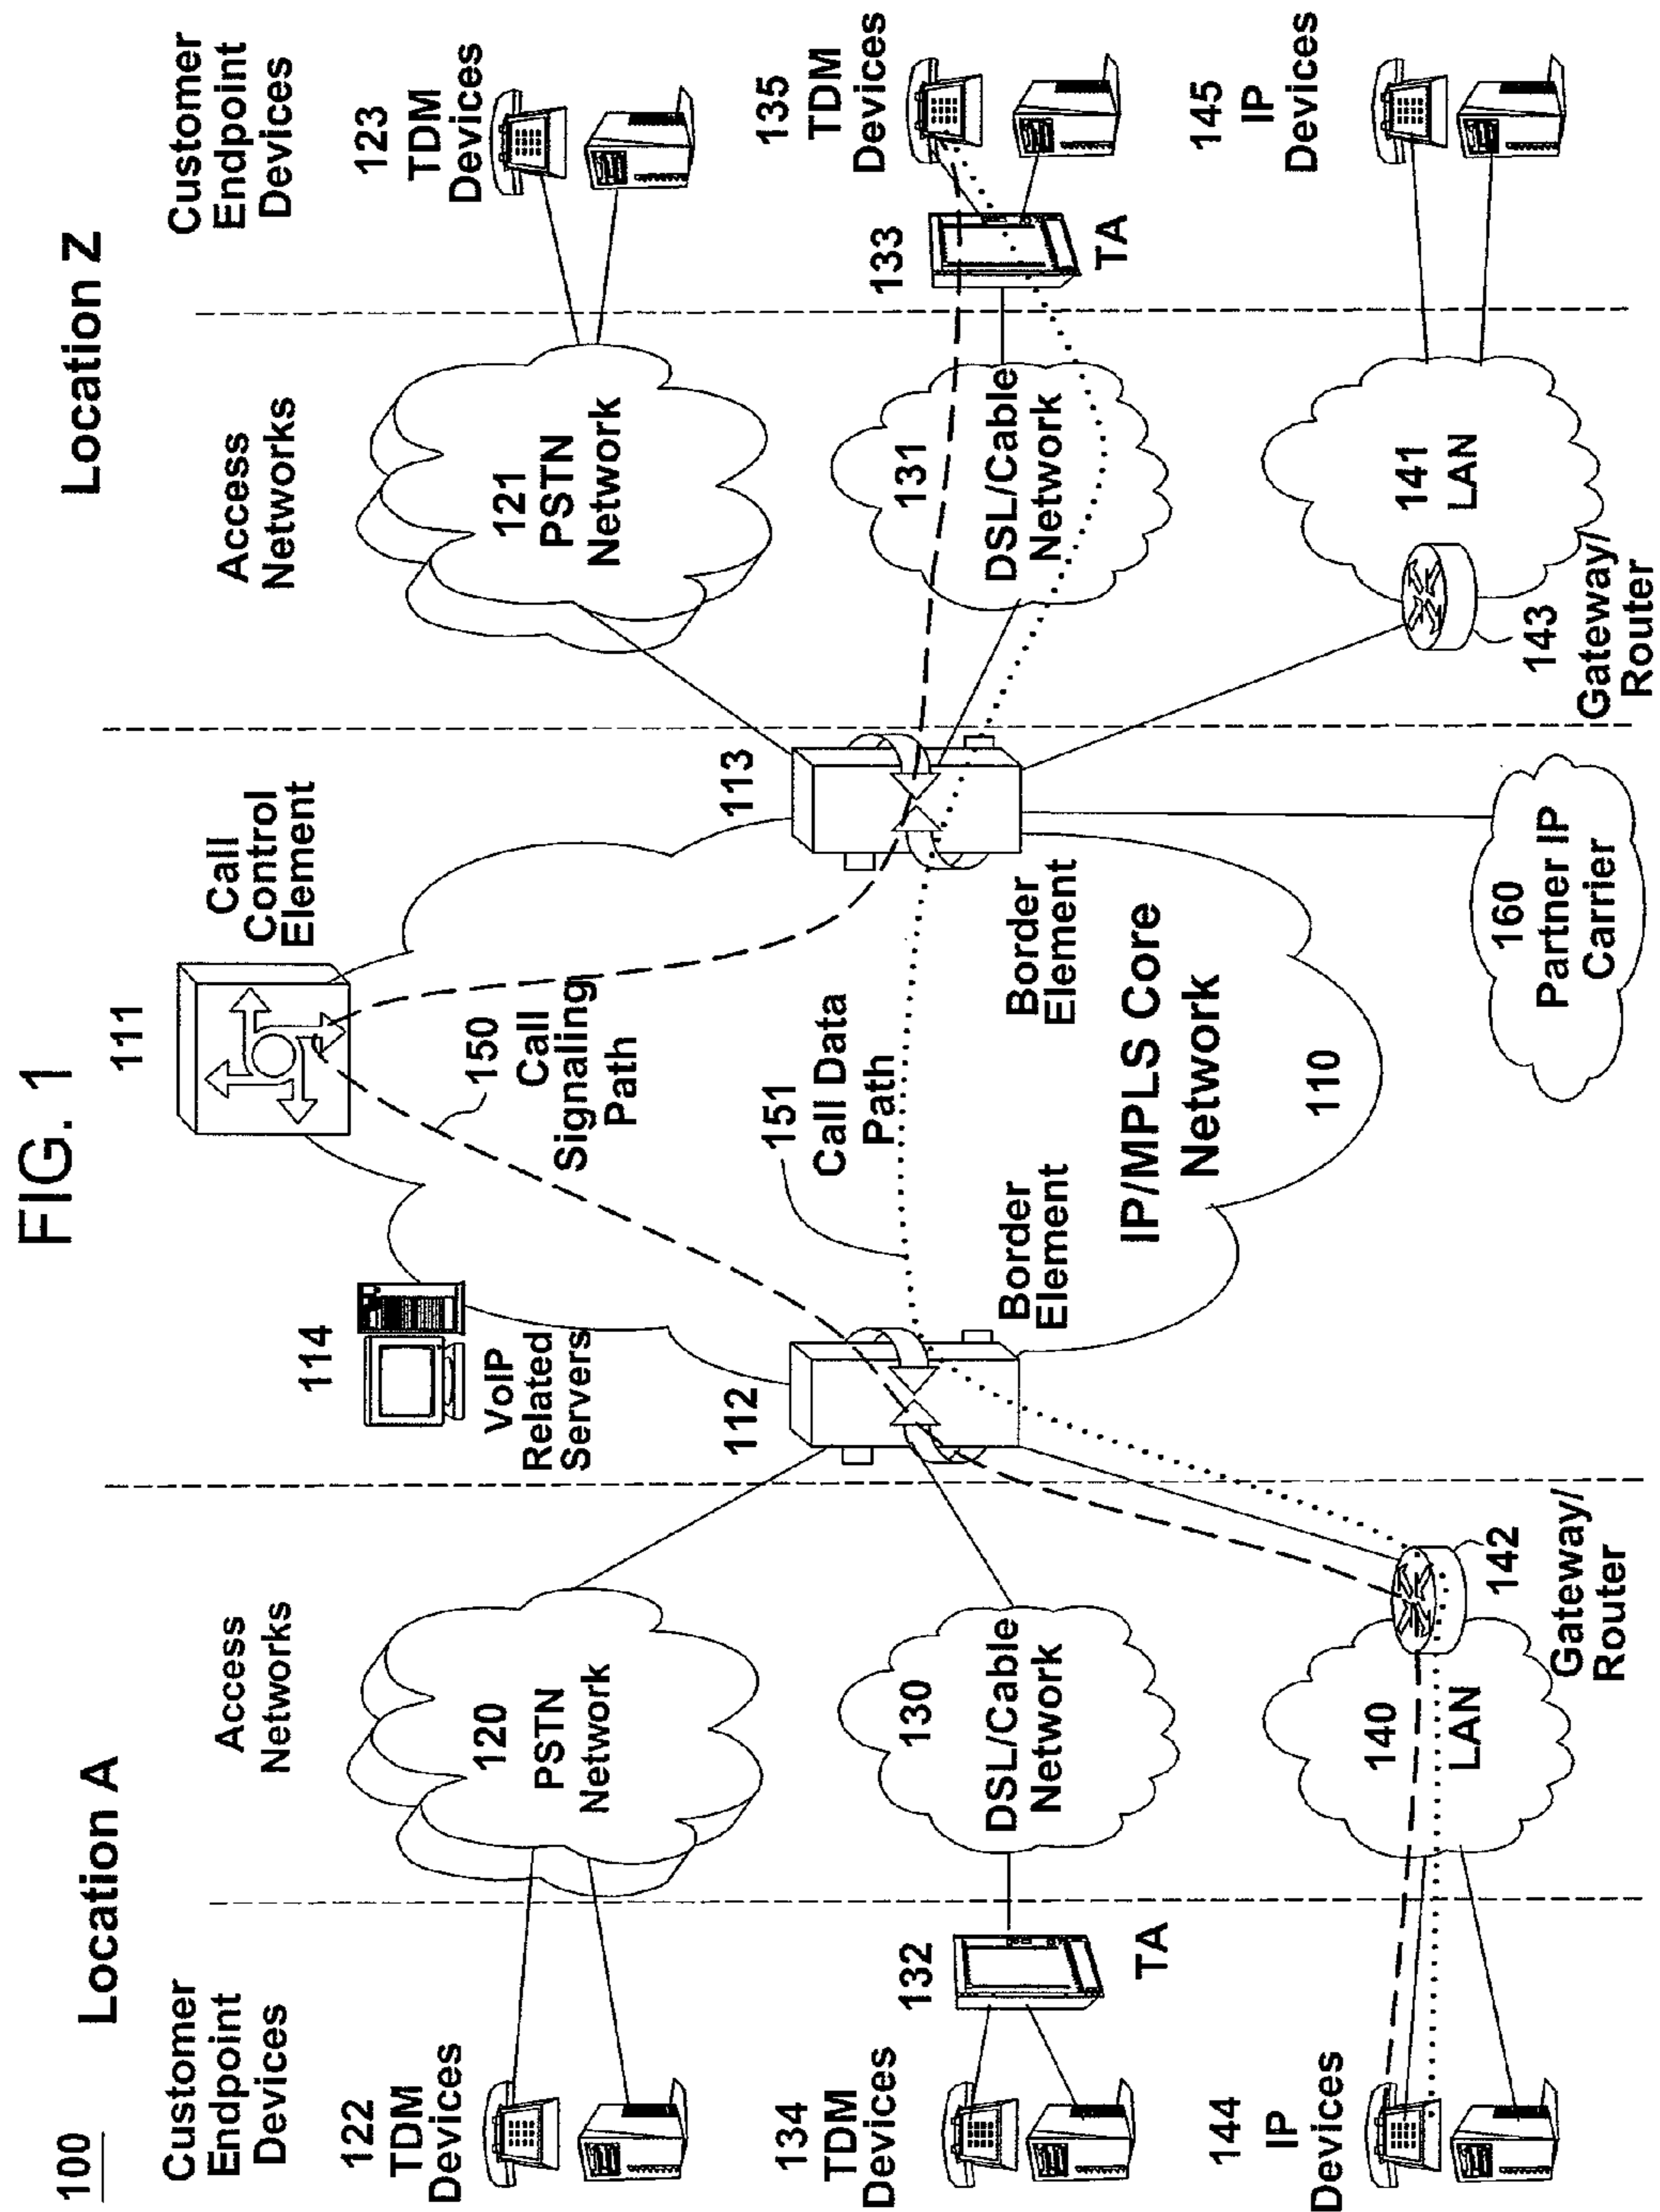 FIG. 1
100
Location A
Location Z
Customer
Endpoint
Devices
Access
Networks
111
Call
Control
Element
Access
Networks
Customer
Endpoint
Devices
114
VoIP
Related
Servers
122
TDM
Devices
120
PSTN
Network
150
Call
Signaling
Path
121
PSTN
Network
123
TDM
Devices
112
Border
Element
151
Call Data
Path
113
Border
Element
134
TDM
Devices
132
TA
130
DSL/Cable
Network
131
DSL/Cable
Network
133
TA
135
TDM
Devices
IP/MPLS Core
Network
110
144
IP
Devices
140
LAN
142
Gateway/
Router
160
Partner IP
Carrier
143
Gateway/
Router
141
LAN
145
IP
Devices